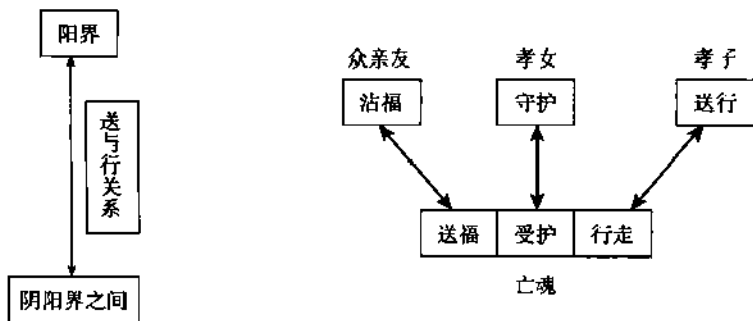 阳界
送与行关系
阴阳界之间
众亲友
孝女
孝子
沾福
守护
送行
送福
受护
行走
亡魂